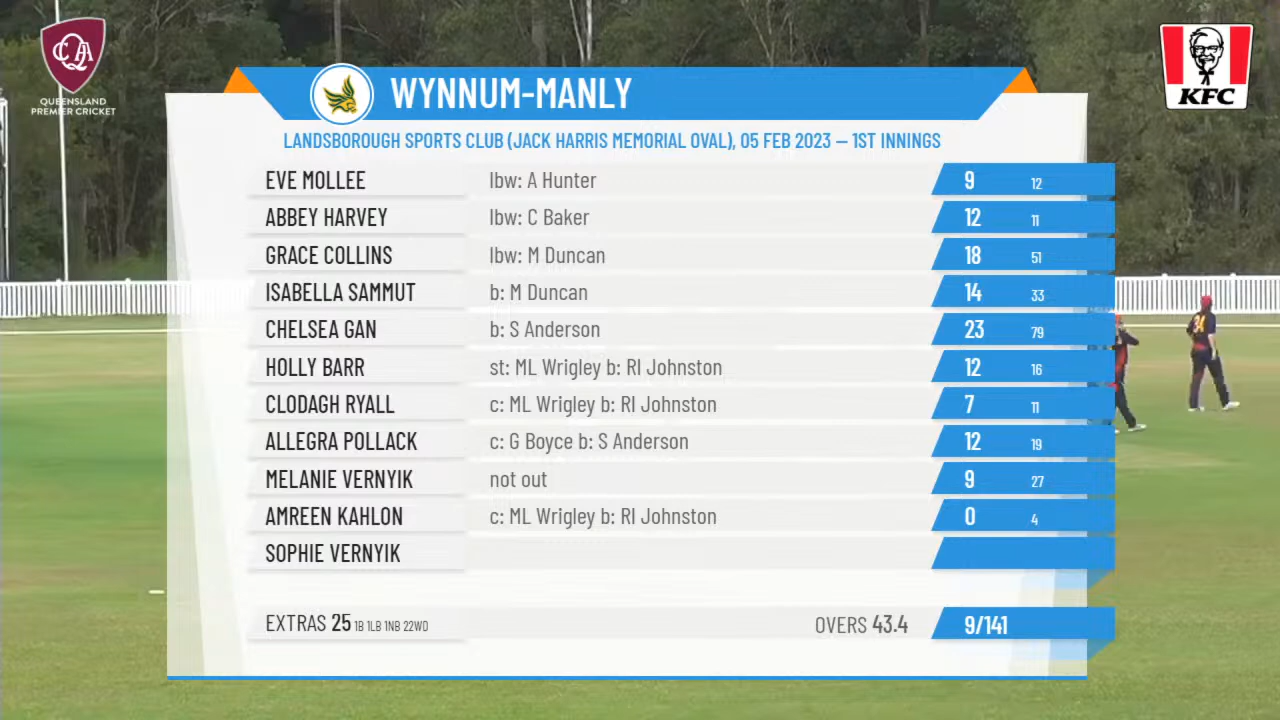 QUEENSLAND
PREMIER CRICKET
KFC
WYNNUM-MANLY
LANDSBOROUGH SPORTS CLUB (JACK HARRIS MEMORIAL OVAL), 05 FEB 2023 – 1ST INNINGS
EVE MOLLEE lbw: A Hunter 9 12
ABBEY HARVEY lbw: C Baker 12 11
GRACE COLLINS lbw: M Duncan 18 51
ISABELLA SAMMUT b: M Duncan 14 33
CHELSEA GAN b: S Anderson 23 79
HOLLY BARR st: ML Wrigley b: RI Johnston 12 16
CLODAGH RYALL c: ML Wrigley b: RI Johnston 7 11
ALLEGRA POLLACK c: G Boyce b: S Anderson 12 19
MELANIE VERNYIK not out 9 27
AMREEN KAHLON c: ML Wrigley b: RI Johnston 0 4
SOPHIE VERNYIK
EXTRAS 25 1B 1LB 1NB 22WD OVERS 43.4 9/141
34